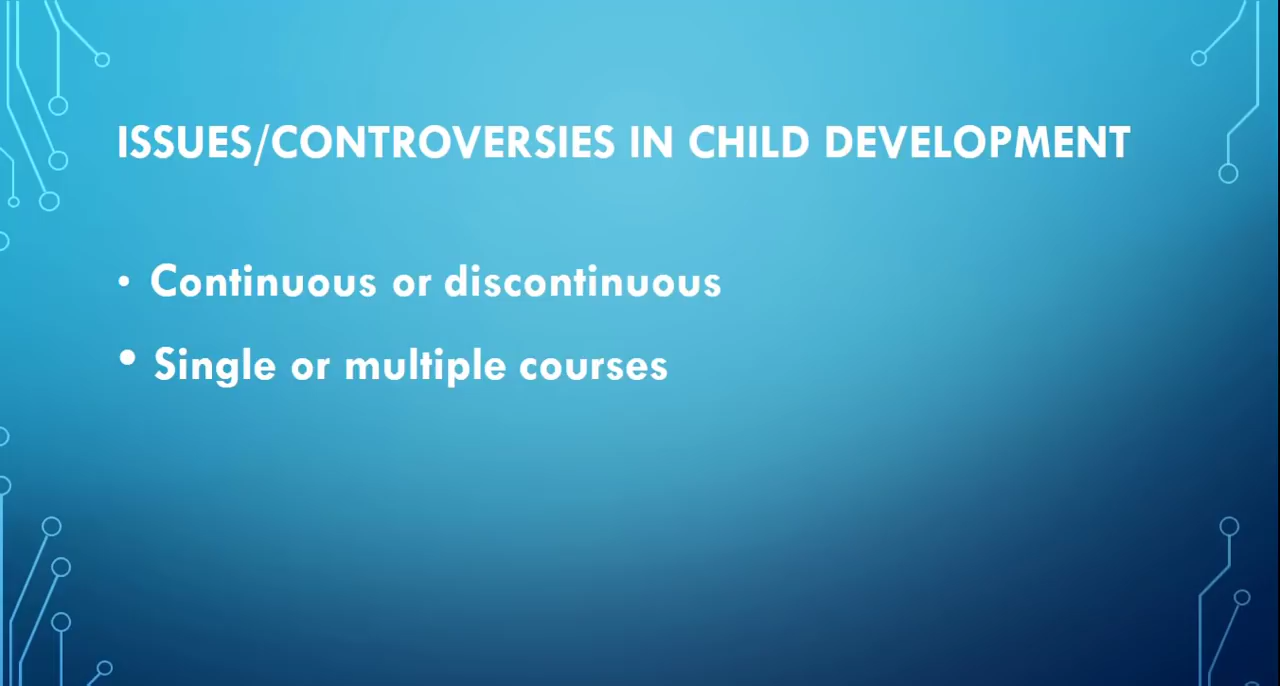 ISSUES/CONTROVERSIES IN CHILD DEVELOPMENT
• Continuous or discontinuous
• Single or multiple courses